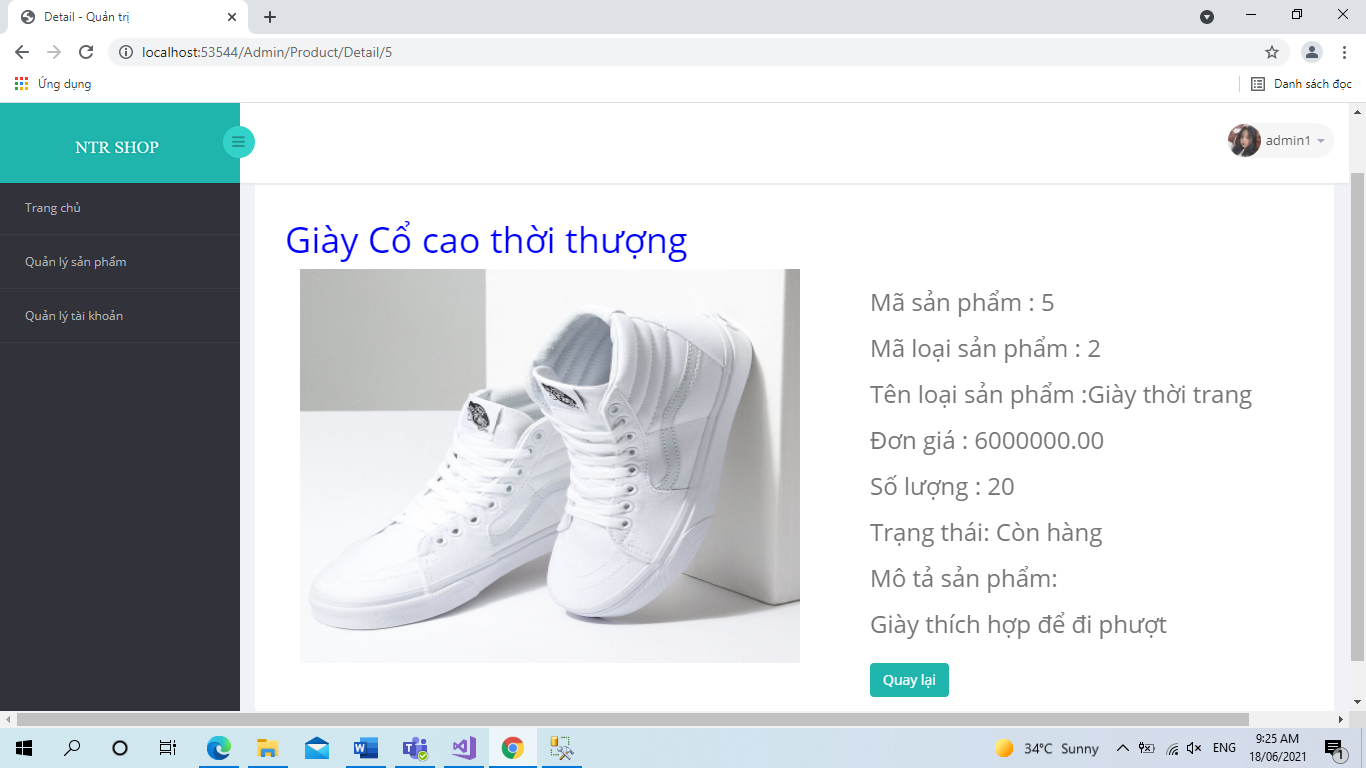 Detail - Quản trị
localhost:53544/Admin/Product/Detail/5
Ứng dụng
Danh sách đọc
NTR SHOP
admin1
Trang chủ
Quản lý sản phẩm
Quản lý tài khoản
Giày Cổ cao thời thượng
Mã sản phẩm : 5
Mã loại sản phẩm : 2
Tên loại sản phẩm :Giày thời trang
Đơn giá : 6000000.00
Số lượng : 20
Trạng thái: Còn hàng
Mô tả sản phẩm:
Giày thích hợp để đi phượt
Quay lại
34°C Sunny
ENG
9:25 AM
18/06/2021
1